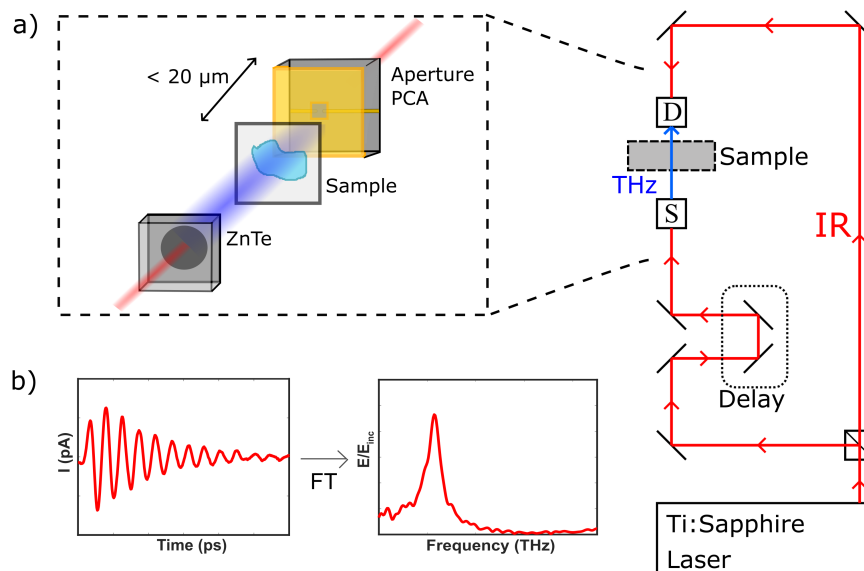 a)
< 20 μm
Aperture
PCA
Sample
ZnTe
D
Sample
THz
S
IR
Delay
Ti:Sapphire
Laser
b)
I (pA)
Time (ps)
FT
E/Einc
Frequency (THz)